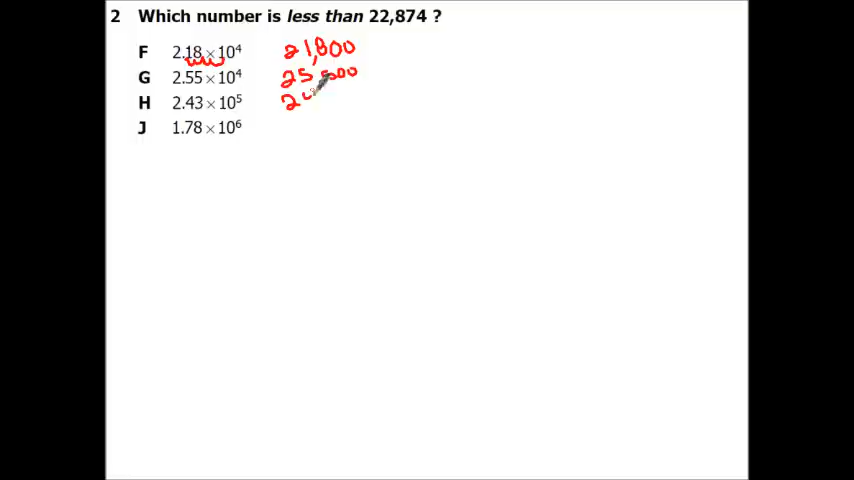 2 Which number is less than 22,874 ?
F 2.18 × 10⁴ 21,800
G 2.55 × 10⁴ 25,500
H 2.43 × 10⁵ 2
J 1.78 × 10⁶